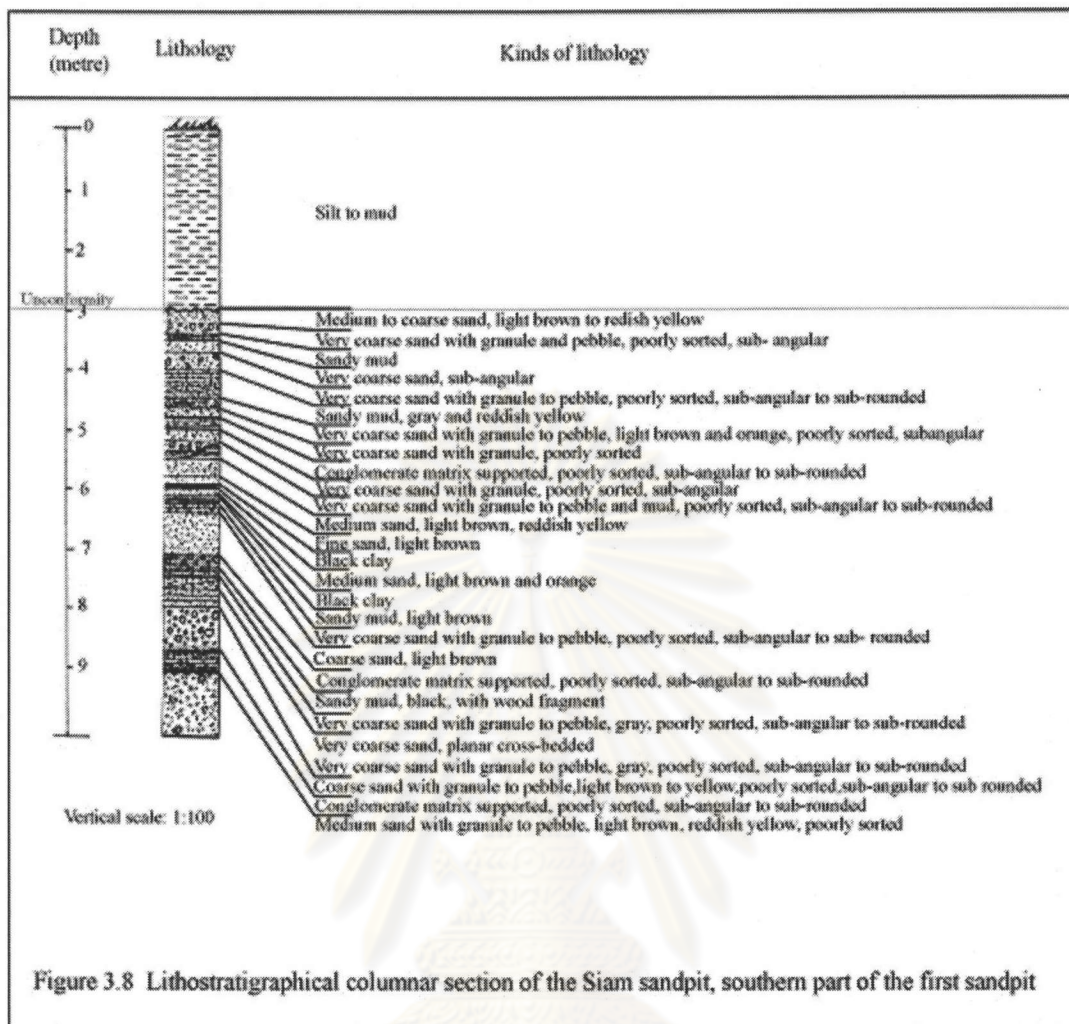 Depth
(metre)
Lithology
Kinds of lithology
0
1
Silt to mud
2
Unconformity
3
Medium to coarse sand, light brown to redish yellow
Very coarse sand with granule and pebble, poorly sorted, sub- angular
Sandy mud
4
Very coarse sand, sub-angular
Very coarse sand with granule to pebble, poorly sorted, sub-angular to sub-rounded
Sandy mud, gray and reddish yellow
5
Very coarse sand with granule to pebble, light brown and orange, poorly sorted, subangular
Very coarse sand with granule, poorly sorted
Conglomerate matrix supported, poorly sorted, sub-angular to sub-rounded
6
Very coarse sand with granule, poorly sorted, sub-angular
Very coarse sand with granule to pebble and mud, poorly sorted, sub-angular to sub-rounded
Medium sand, light brown, reddish yellow
7
Fine sand, light brown
Black clay
Medium sand, light brown and orange
8
Black clay
Sandy mud, light brown
Very coarse sand with granule to pebble, poorly sorted, sub-angular to sub- rounded
9
Coarse sand, light brown
Conglomerate matrix supported, poorly sorted, sub-angular to sub-rounded
Sandy mud, black, with wood fragment
Very coarse sand with granule to pebble, gray, poorly sorted, sub-angular to sub-rounded
Very coarse sand, planar cross-bedded
Very coarse sand with granule to pebble, gray, poorly sorted, sub-angular to sub-rounded
Coarse sand with granule to pebble,light brown to yellow,poorly sorted,sub-angular to sub rounded
Conglomerate matrix supported, poorly sorted, sub-angular to sub-rounded
Vertical scale: 1:100
Medium sand with granule to pebble, light brown, reddish yellow, poorly sorted
Figure 3.8 Lithostratigraphical columnar section of the Siam sandpit, southern part of the first sandpit